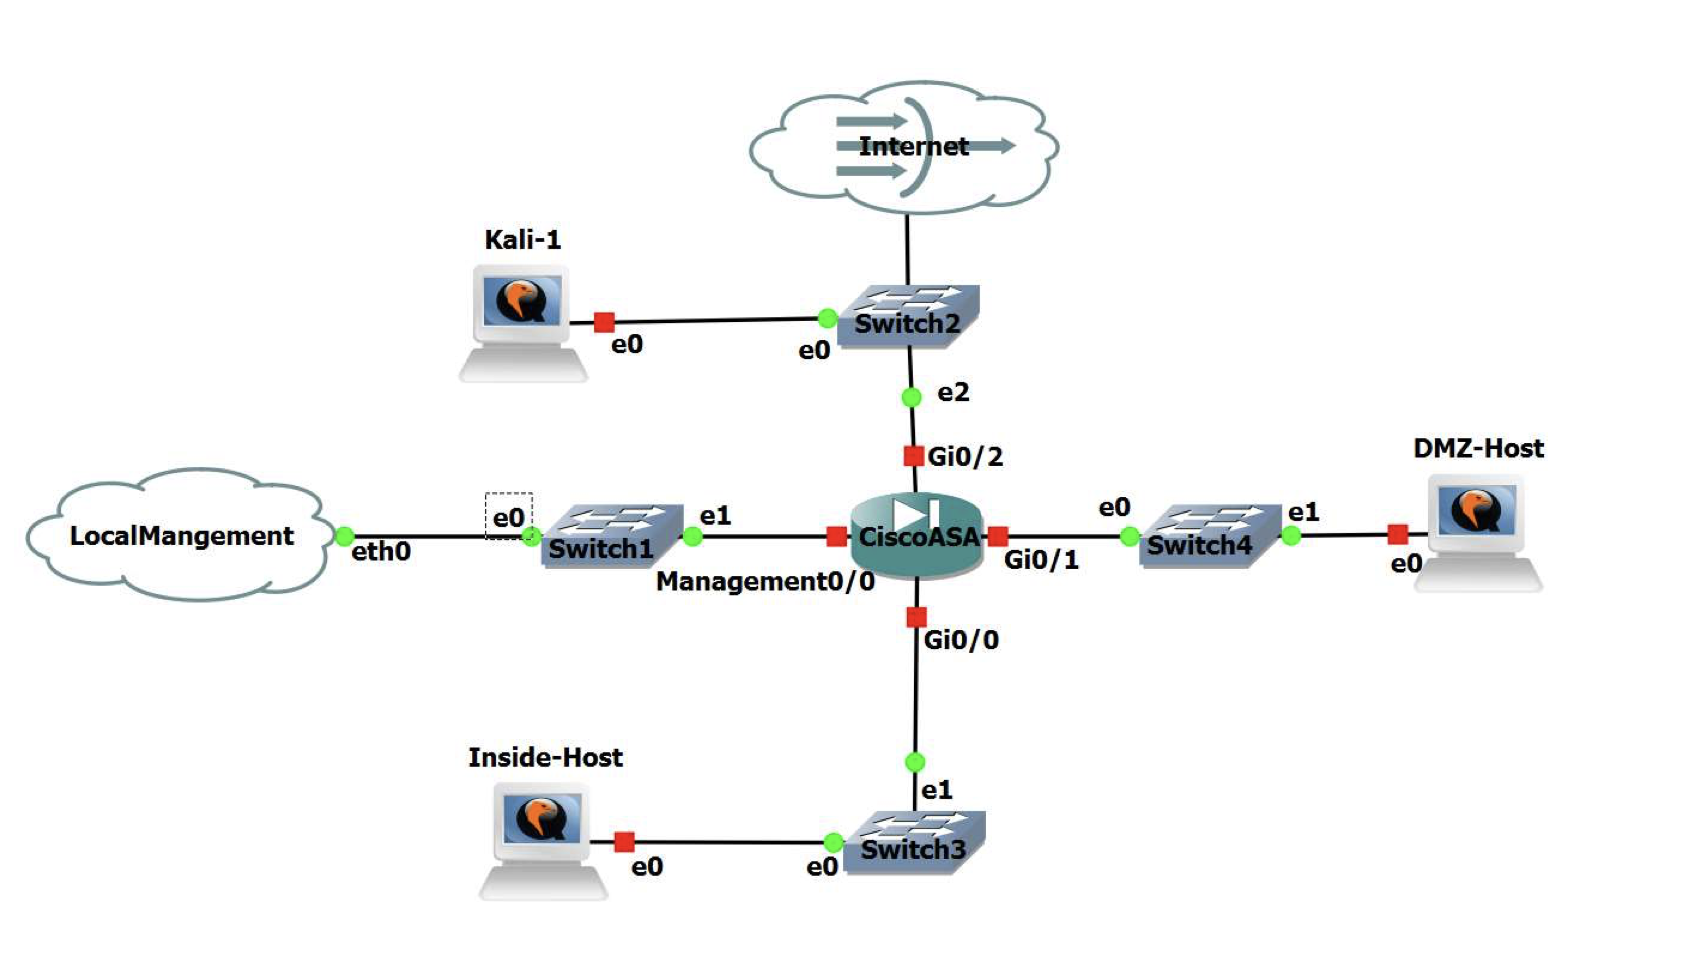 Internet
Kali-1
Switch2
e0
e0
e2
Gi0/2
DMZ-Host
LocalMangement
eth0
e0
Switch1
e1
Management0/0
CiscoASA
Gi0/1
e0
Switch4
e1
e0
Gi0/0
Inside-Host
e1
Switch3
e0
e0